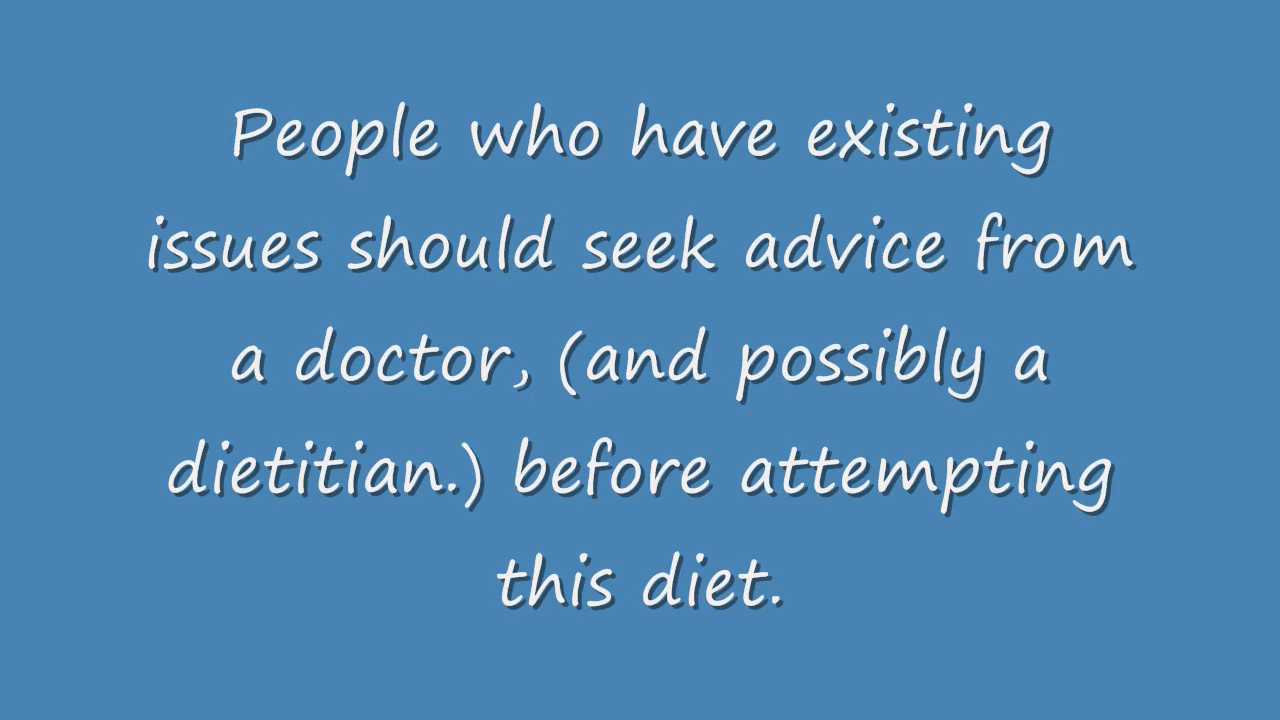 People who have existing
issues should seek advice from
a doctor, (and possibly a
dietitian.) before attempting
this diet.